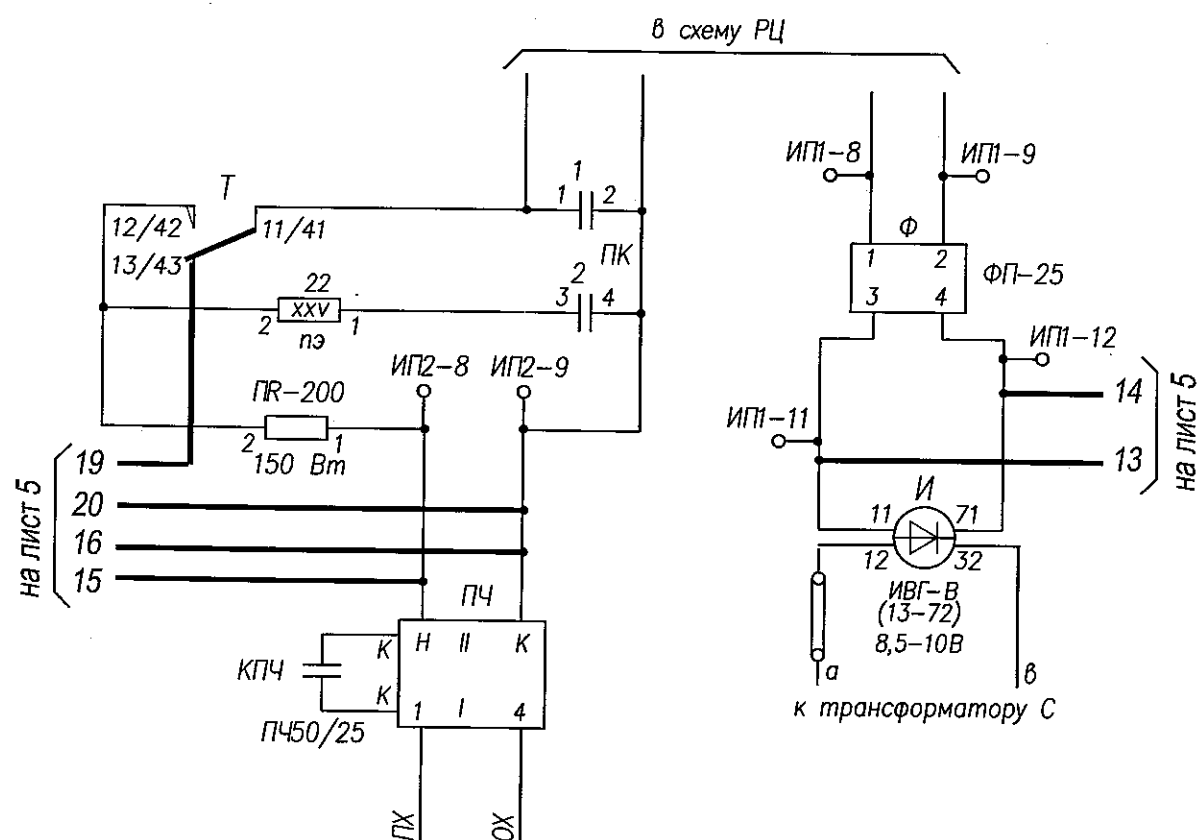 в схему РЦ
ИП1-8
ИП1-9
Т
12/42
11/41
13/43
1
1 2
ПК
Ф
1 2
3 4
ФП-25
22
XXV
2 1
пэ
2
3 4
ИП2-8 ИП2-9
ПR-200
2 1
150 Вт
ИП1-12
ИП1-11
14
13
на лист 5
19
20
16
15
на лист 5
И
11 71
12 32
ИВГ-В
(13-72)
8,5-10В
а
в
к трансформатору С
ПЧ
Н II К
1 I 4
К
К
КПЧ
ПЧ50/25
ПХ
ОХ